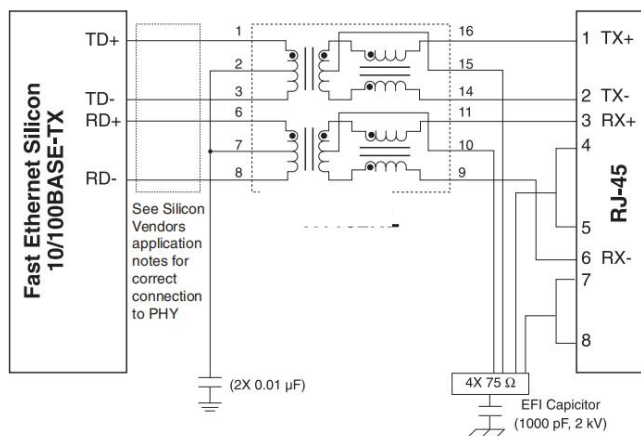 Fast Ethernet Silicon
10/100BASE-TX
TD+
TD-
RD+
RD-
1
2
3
6
7
8
See Silicon
Vendors
application
notes for
correct
connection
to PHY
(2X 0.01 µF)
16
15
14
11
10
9
1 TX+
2 TX-
3 RX+
4
5
6 RX-
7
8
RJ-45
4X 75 Ω
EFI Capicitor
(1000 pF, 2 kV)